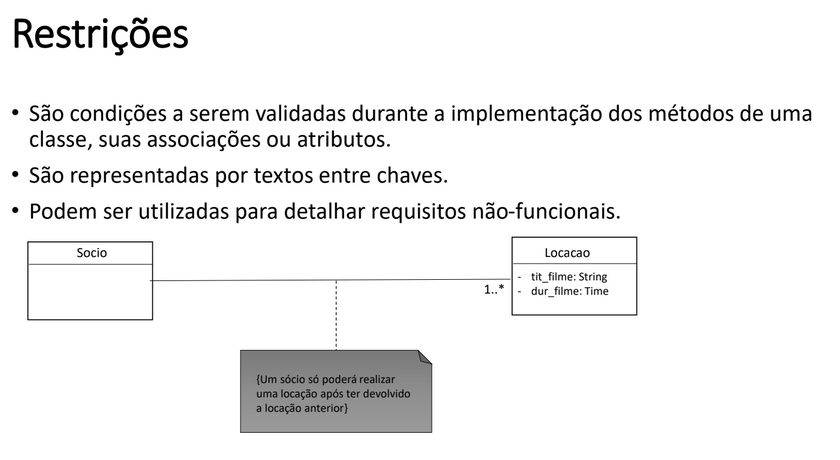 Restrições
• São condições a serem validadas durante a implementação dos métodos de uma
classe, suas associações ou atributos.
• São representadas por textos entre chaves.
• Podem ser utilizadas para detalhar requisitos não-funcionais.
Socio
Locacao
- tit_filme: String
- dur_filme: Time
1..*
{Um sócio só poderá realizar
uma locação após ter devolvido
a locação anterior}